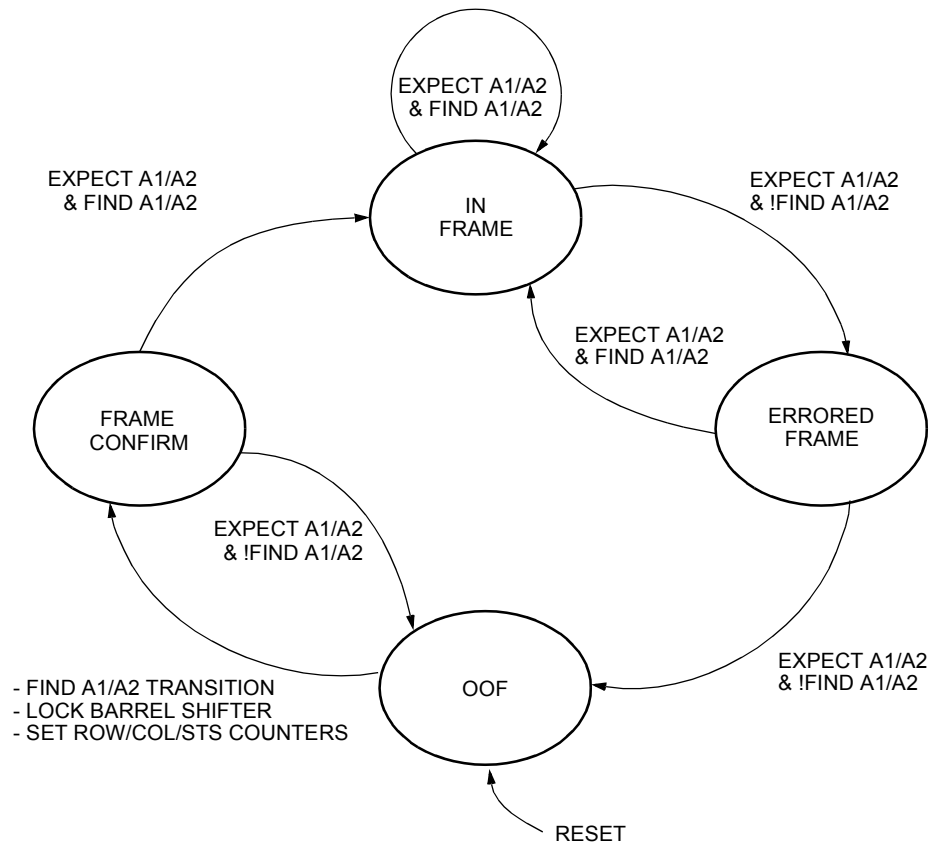 EXPECT A1/A2
& FIND A1/A2
EXPECT A1/A2
& FIND A1/A2
EXPECT A1/A2
& !FIND A1/A2
IN
FRAME
EXPECT A1/A2
& FIND A1/A2
FRAME
CONFIRM
ERRORED
FRAME
EXPECT A1/A2
& !FIND A1/A2
EXPECT A1/A2
& !FIND A1/A2
OOF
- FIND A1/A2 TRANSITION
- LOCK BARREL SHIFTER
- SET ROW/COL/STS COUNTERS
RESET